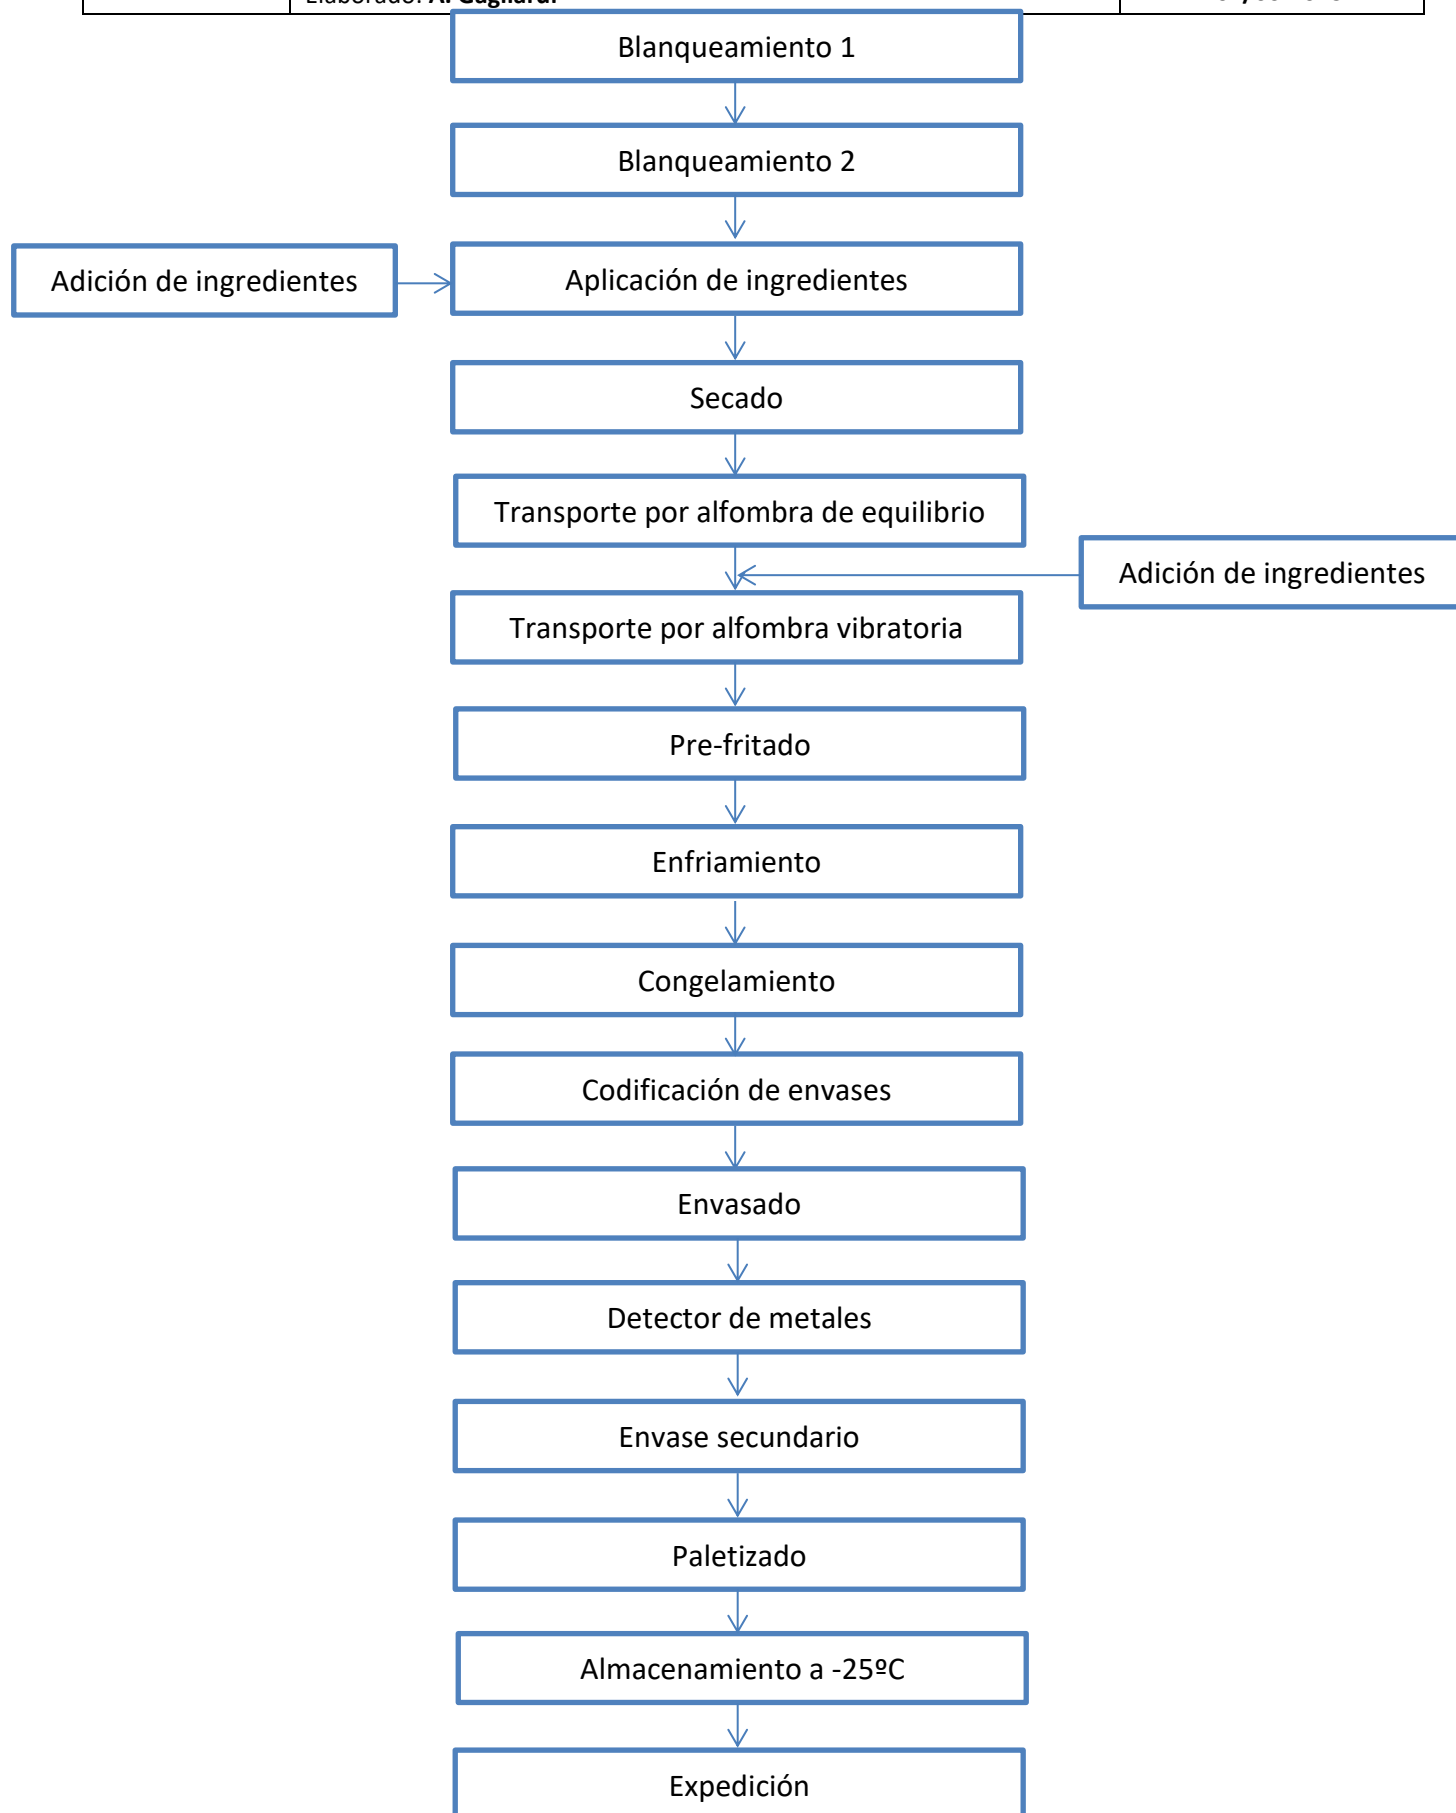 Elaborado: A. Gagliardi
Blanqueamiento 1
Blanqueamiento 2
Adición de ingredientes
Aplicación de ingredientes
Secado
Transporte por alfombra de equilibrio
Adición de ingredientes
Transporte por alfombra vibratoria
Pre-fritado
Enfriamiento
Congelamiento
Codificación de envases
Envasado
Detector de metales
Envase secundario
Paletizado
Almacenamiento a -25ºC
Expedición